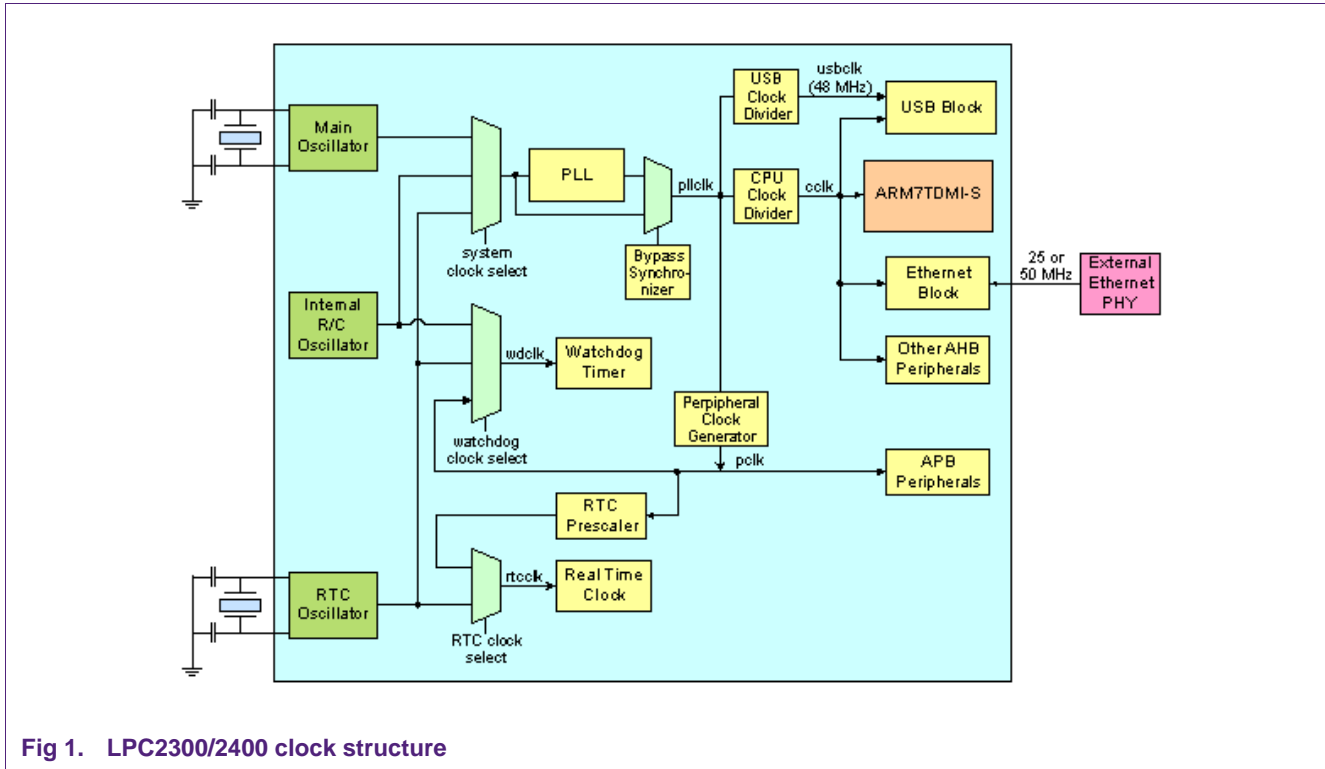 Main
Oscillator
Internal
R/C
Oscillator
RTC
Oscillator
system
clock select
PLL
Bypass
Synchro-
nizer
pllclk
USB
Clock
Divider
usbclk
(48 MHz)
USB Block
CPU
Clock
Divider
cclk
ARM7TDMI-S
Ethernet
Block
25 or
50 MHz
External
Ethernet
PHY
Other AHB
Peripherals
wdclk
Watchdog
Timer
watchdog
clock select
Perpipheral
Clock
Generator
pclk
APB
Peripherals
RTC
Prescaler
rtcclk
Real Time
Clock
RTC clock
select
Fig 1. LPC2300/2400 clock structure